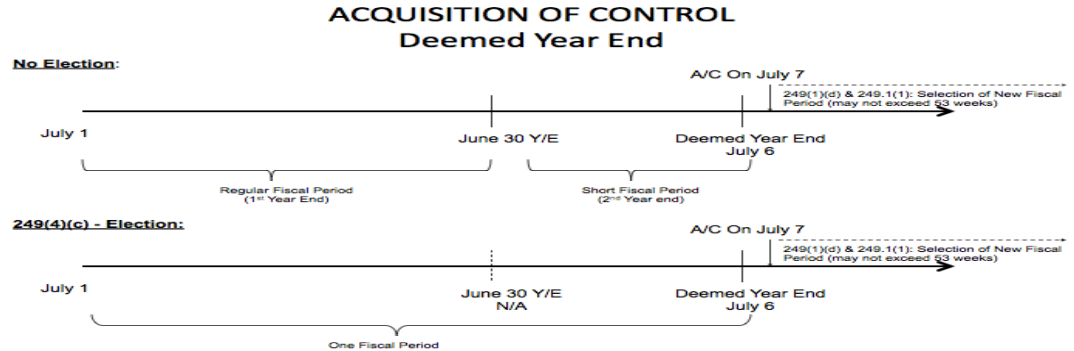 ACQUISITION OF CONTROL
Deemed Year End
No Election:
A/C On July 7
249(1)(d) & 249.1(1): Selection of New Fiscal
Period (may not exceed 53 weeks)
July 1
June 30 Y/E
Deemed Year End
July 6
Regular Fiscal Period
(1st Year End)
Short Fiscal Period
(2nd Year end)
249(4)(c) - Election:
A/C On July 7
249(1)(d) & 249.1(1): Selection of New Fiscal
Period (may not exceed 53 weeks)
July 1
June 30 Y/E
N/A
Deemed Year End
July 6
One Fiscal Period